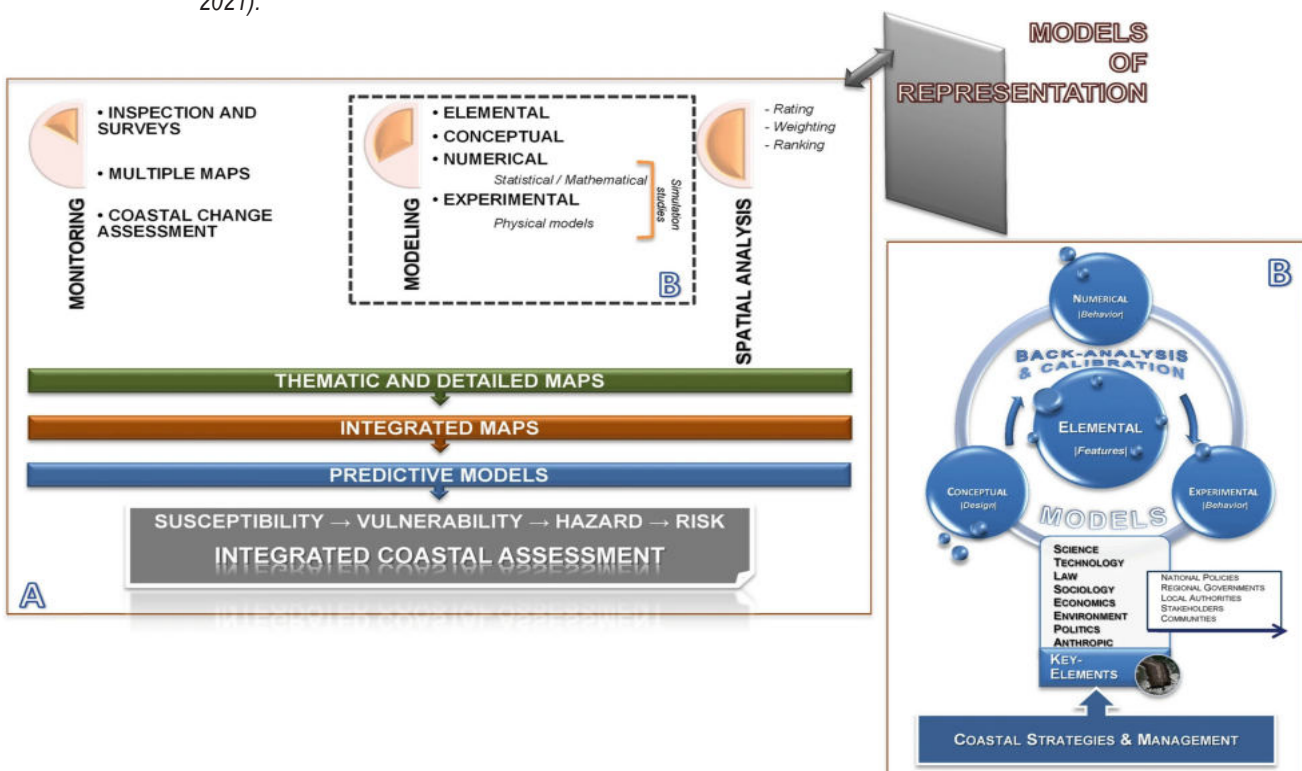 2021).
MODELS
OF
REPRESENTATION
• INSPECTION AND
SURVEYS
• MULTIPLE MAPS
• COASTAL CHANGE
ASSESSMENT
MONITORING
• ELEMENTAL
• CONCEPTUAL
• NUMERICAL
Statistical / Mathematical
• EXPERIMENTAL
Physical models
Simulation
studies
MODELING
B
- Rating
- Weighting
- Ranking
SPATIAL ANALYSIS
THEMATIC AND DETAILED MAPS
INTEGRATED MAPS
PREDICTIVE MODELS
SUSCEPTIBILITY → VULNERABILITY → HAZARD → RISK
INTEGRATED COASTAL ASSESSMENT
A
B
NUMERICAL
|Behavior|
BACK-ANALYSIS
& CALIBRATION
ELEMENTAL
|Features|
CONCEPTUAL
|Design|
EXPERIMENTAL
|Behavior|
MODELS
SCIENCE
TECHNOLOGY
LAW
SOCIOLOGY
ECONOMICS
ENVIRONMENT
POLITICS
ANTHROPIC
KEY-
ELEMENTS
NATIONAL POLICIES
REGIONAL GOVERNMENTS
LOCAL AUTHORITIES
STAKEHOLDERS
COMMUNITIES
COASTAL STRATEGIES & MANAGEMENT